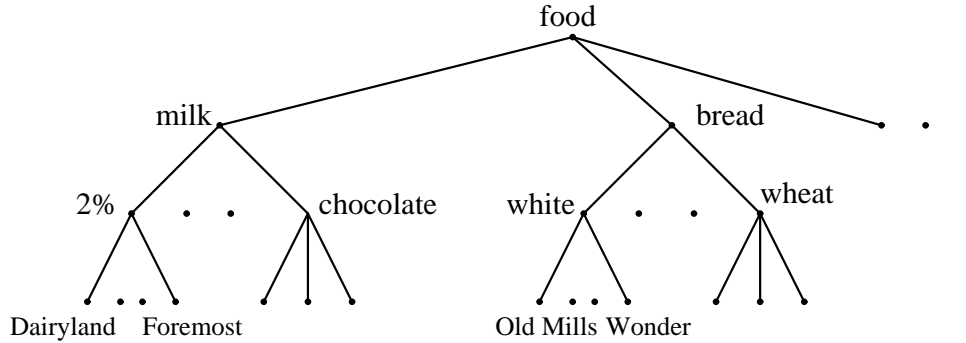 food
milk
bread
2%
chocolate
white
wheat
Dairyland
Foremost
Old Mills
Wonder